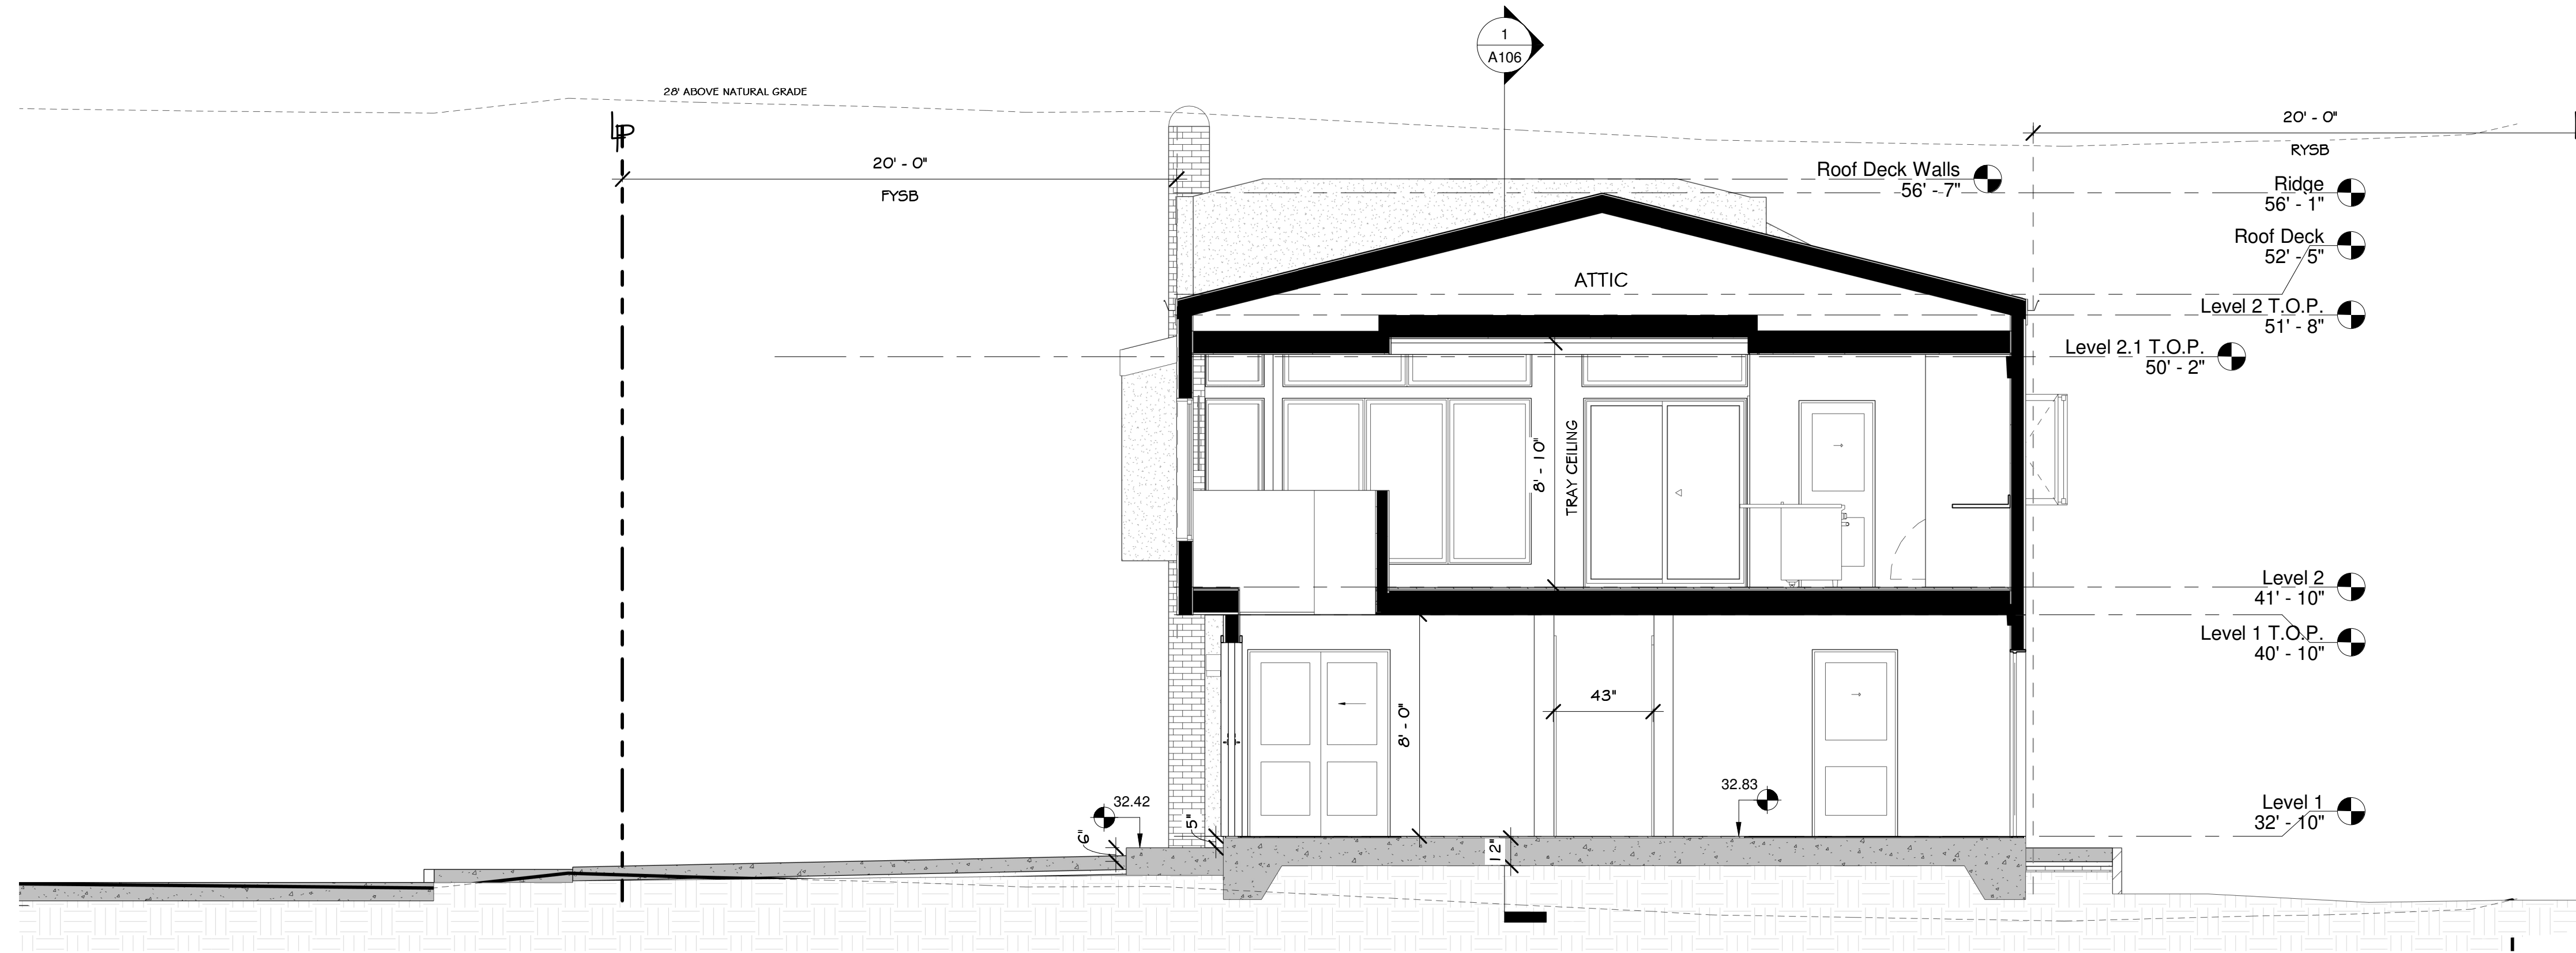 1
A106
28' ABOVE NATURAL GRADE
LP
20' - 0"
FYSB
20' - 0"
RYSB
Roof Deck Walls
56' - 7"
Ridge
56' - 1"
Roof Deck
52' - 5"
ATTIC
Level 2 T.O.P.
51' - 8"
Level 2.1 T.O.P.
50' - 2"
8' - 10"
TRAY CEILING
Level 2
41' - 10"
Level 1 T.O.P.
40' - 10"
43"
8' - 0"
32.42
32.83
6"
5"
12"
Level 1
32' - 10"